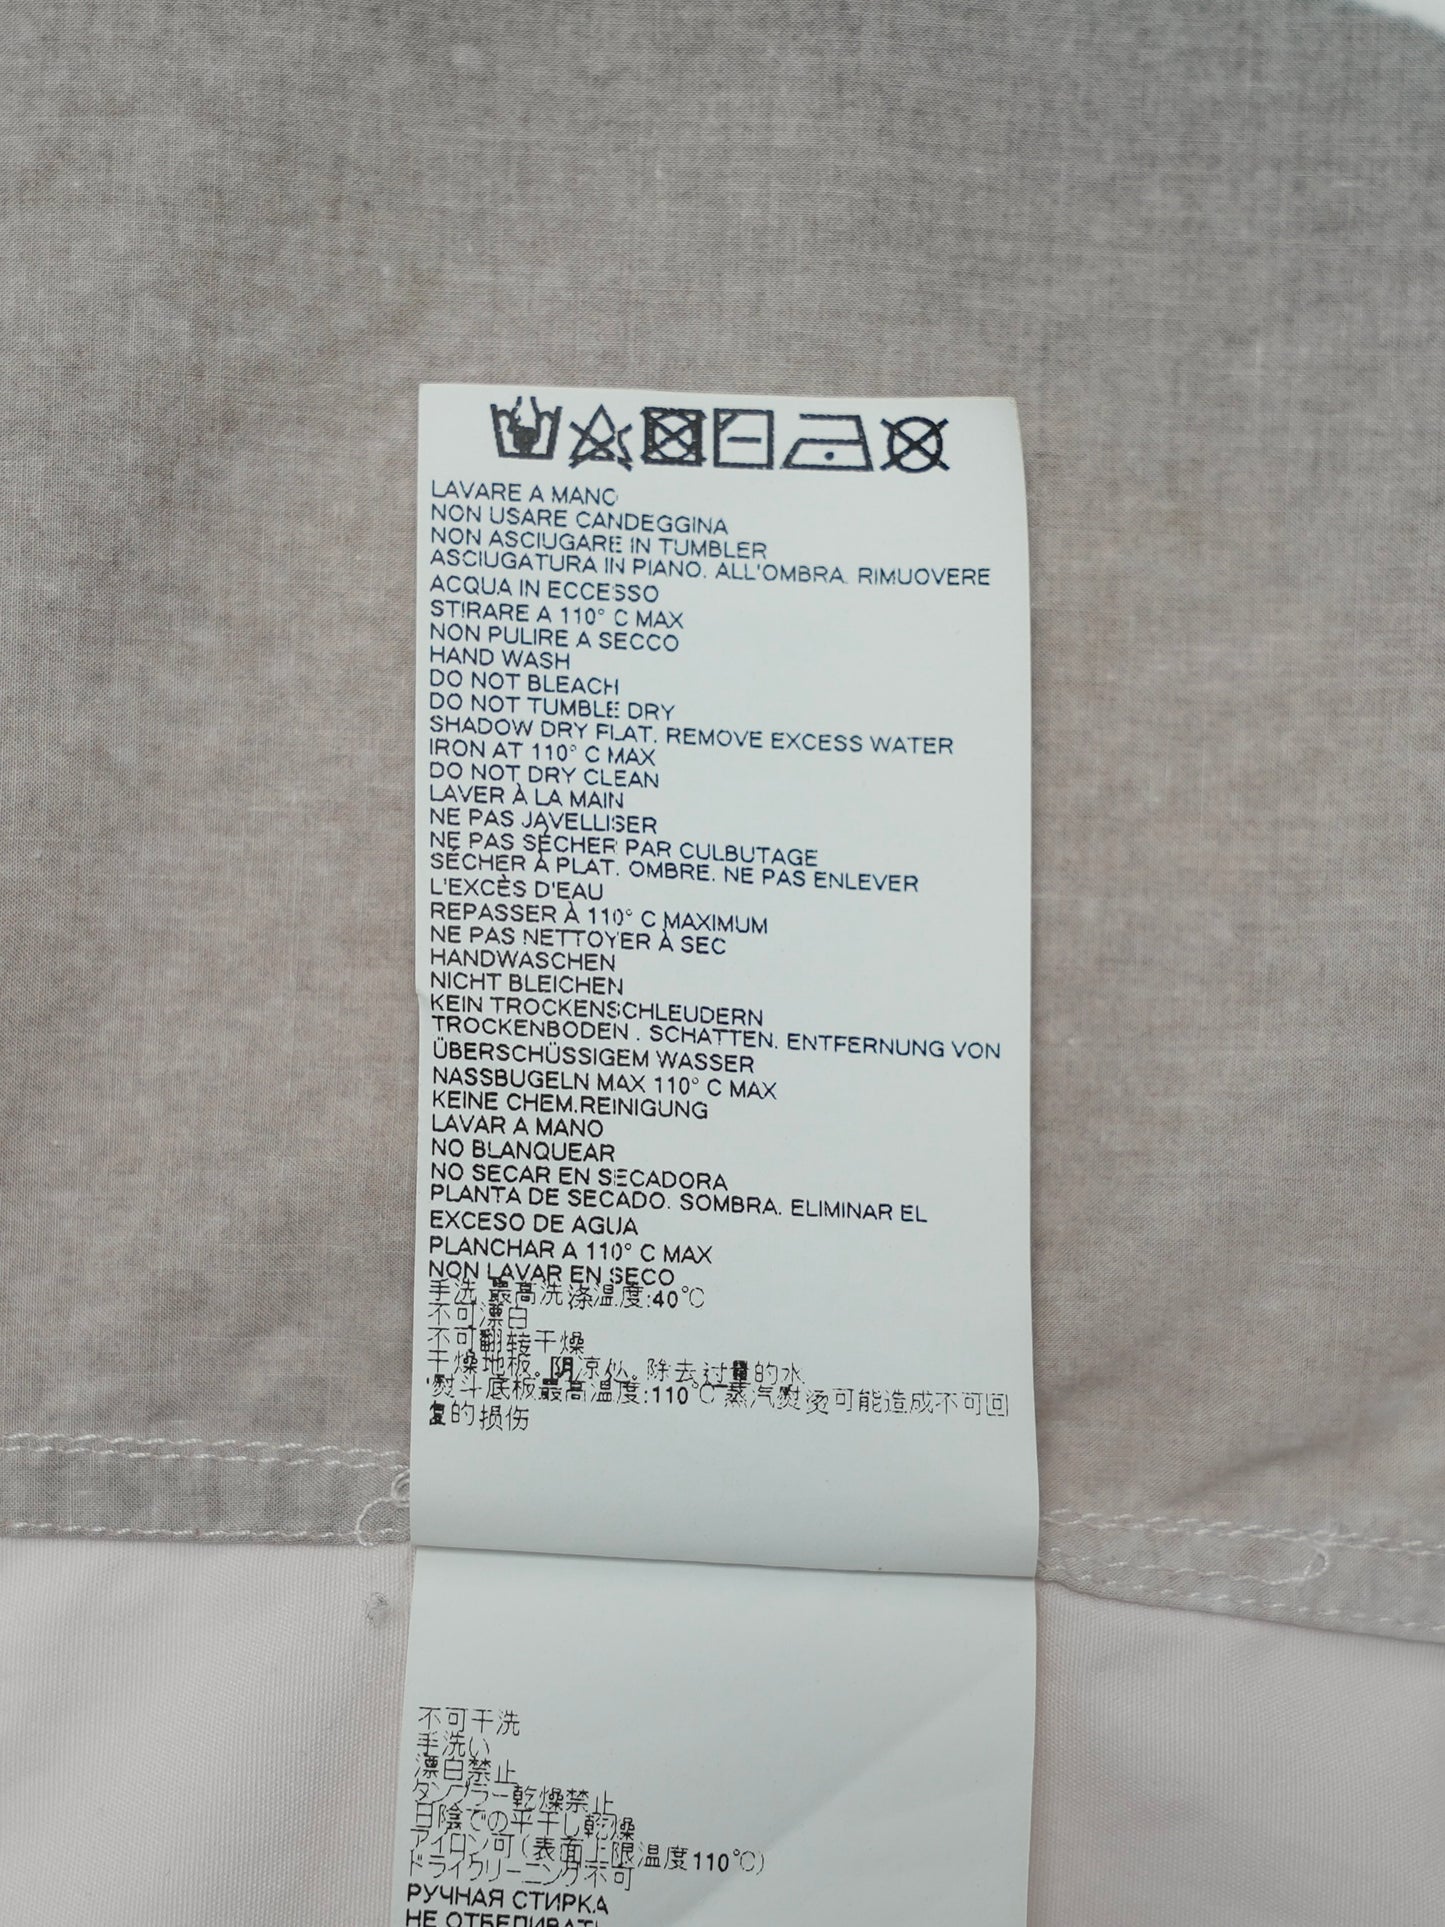 LAVARE A MANO
NON USARE CANDEGGINA
NON ASCIUGARE IN TUMBLER
ASCIUGATURA IN PIANO. ALL'OMBRA. RIMUOVERE
ACQUA IN ECCESSO
STIRARE A 110° C MAX
NON PULIRE A SECCO
HAND WASH
DO NOT BLEACH
DO NOT TUMBLE DRY
SHADOW DRY FLAT. REMOVE EXCESS WATER
IRON AT 110° C MAX
DO NOT DRY CLEAN
LAVER À LA MAIN
NE PAS JAVELLISER
NE PAS SÉCHER PAR CULBUTAGE
SÉCHER À PLAT. OMBRE. NE PAS ENLEVER
L'EXCÈS D'EAU
REPASSER À 110° C MAXIMUM
NE PAS NETTOYER À SEC
HANDWASCHEN
NICHT BLEICHEN
KEIN TROCKENSCHLEUDERN
TROCKENBODEN . SCHATTEN. ENTFERNUNG VON
ÜBERSCHÜSSIGEM WASSER
NASSBUGELN MAX 110° C MAX
KEINE CHEM.REINIGUNG
LAVAR A MANO
NO BLANQUEAR
NO SECAR EN SECADORA
PLANTA DE SECADO. SOMBRA. ELIMINAR EL
EXCESO DE AGUA
PLANCHAR A 110° C MAX
NON LAVAR EN SECO
手洗 最高洗涤温度:40°C
不可漂白
不可翻转干燥
干燥地板。阴凉处。除去过量的水
熨斗底板最高温度:110°C 蒸汽熨烫可能造成不可回
复的损伤
不可干洗
手洗い
漂白禁止
タンブラー乾燥禁止
日陰での平干し乾燥
アイロン可(表面上限温度110°C)
ドライクリーニング不可
РУЧНАЯ СТИРКА
НЕ ОТБЕЛИВАТЬ